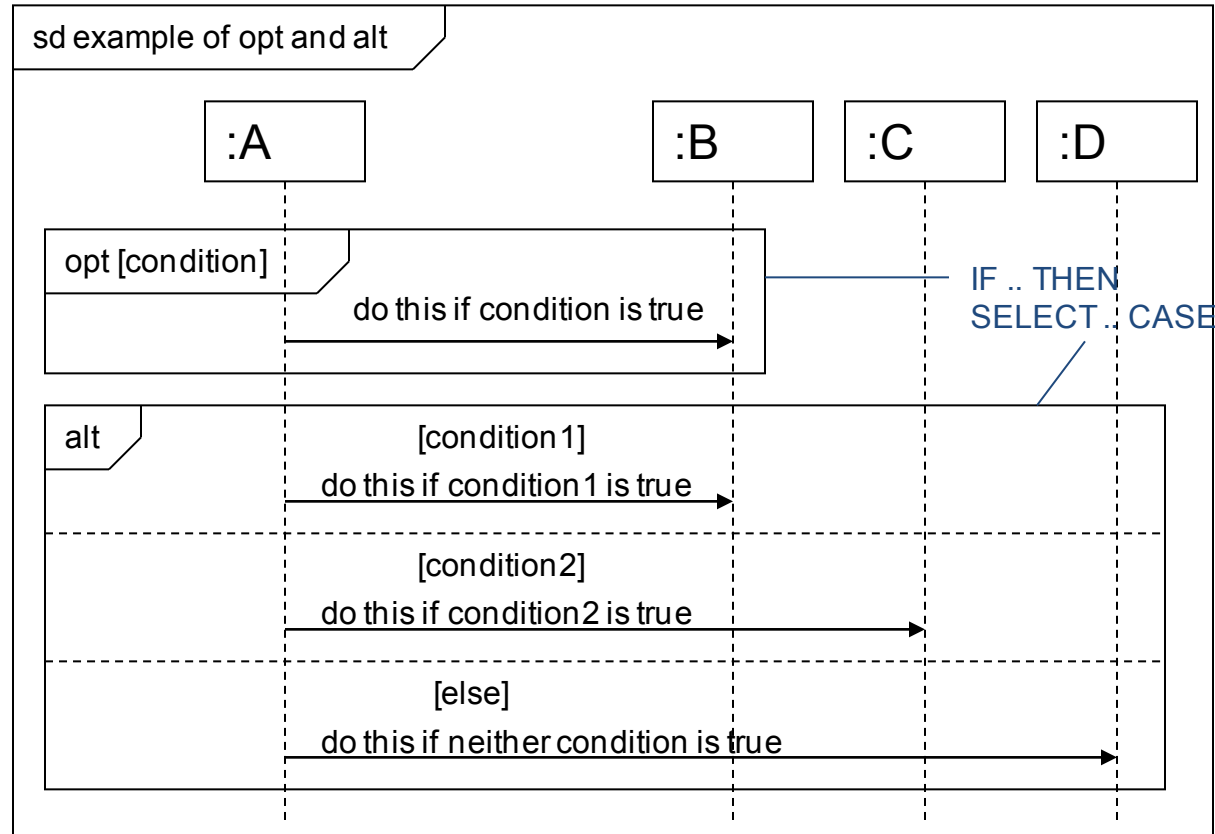 sd example of opt and alt
:A
:B
:C
:D
opt [condition]
do this if condition is true
IF .. THEN
SELECT .. CASE
alt
[condition1]
do this if condition1 is true
[condition2]
do this if condition2 is true
[else]
do this if neither condition is true